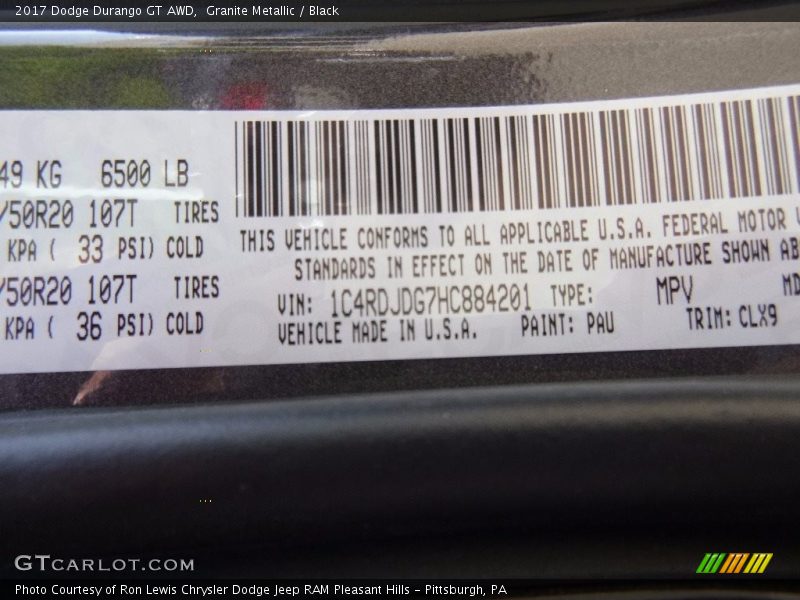 2017 Dodge Durango GT AWD,  Granite Metallic / Black
49 KG 6500 LB
/50R20 107T TIRES
KPA ( 33 PSI) COLD
/50R20 107T TIRES
KPA ( 36 PSI) COLD
THIS VEHICLE CONFORMS TO ALL APPLICABLE U.S.A. FEDERAL MOTOR V
STANDARDS IN EFFECT ON THE DATE OF MANUFACTURE SHOWN AB
VIN: 1C4RDJDG7HC884201 TYPE: MPV MD
VEHICLE MADE IN U.S.A. PAINT: PAU TRIM: CLX9
GTCARLOT.COM
Photo Courtesy of Ron Lewis Chrysler Dodge Jeep RAM Pleasant Hills - Pittsburgh, PA